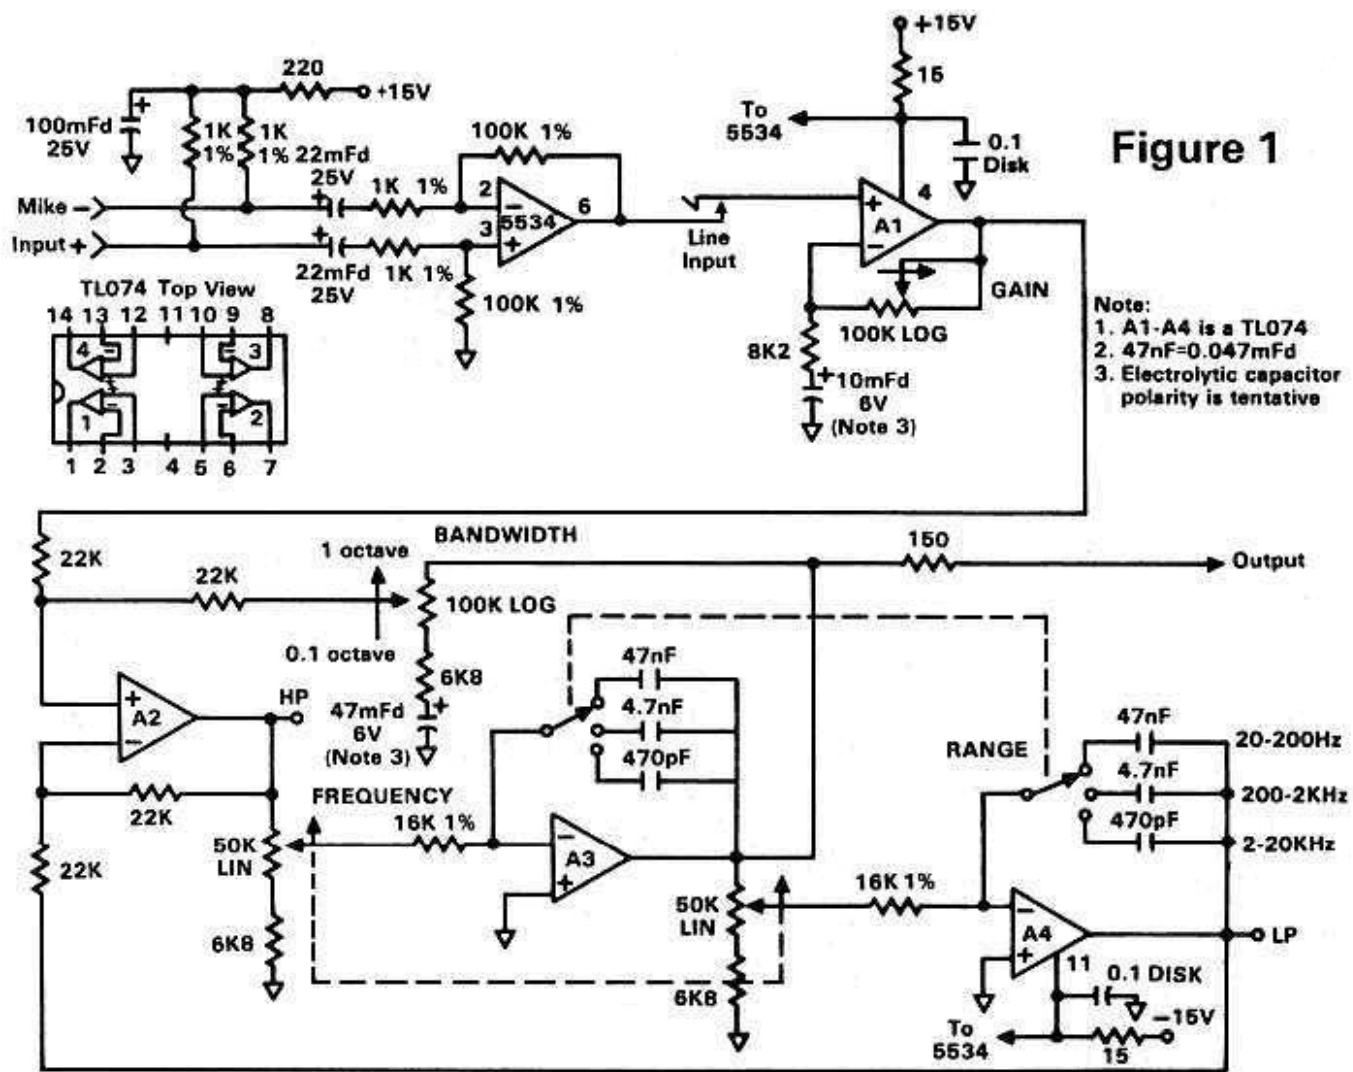 Figure 1
+15V
15
To
5534
0.1
Disk
220
+15V
100mFd
25V
1K
1%
1K
1%
22mFd
25V
1K 1%
100K 1%
2
-
5534
6
3
+
Mike -
Input +
22mFd
25V
1K 1%
100K 1%
Line
Input
+
4
A1
-
GAIN
100K LOG
8K2
+
10mFd
6V
(Note 3)
Note:
1. A1-A4 is a TL074
2. 47nF=0.047mFd
3. Electrolytic capacitor
polarity is tentative
TL074 Top View
14 13 12 11 10 9 8
4
3
1
2
1 2 3 4 5 6 7
22K
22K
BANDWIDTH
1 octave
0.1 octave
100K LOG
6K8
+
47mFd
6V
(Note 3)
150
Output
+
A2
-
HP
22K
22K
FREQUENCY
50K
LIN
6K8
16K 1%
47nF
4.7nF
470pF
-
A3
+
50K
LIN
6K8
16K 1%
RANGE
47nF
20-200Hz
4.7nF
200-2KHz
470pF
2-20KHz
-
A4
+
11
LP
0.1 DISK
-15V
To
5534
15